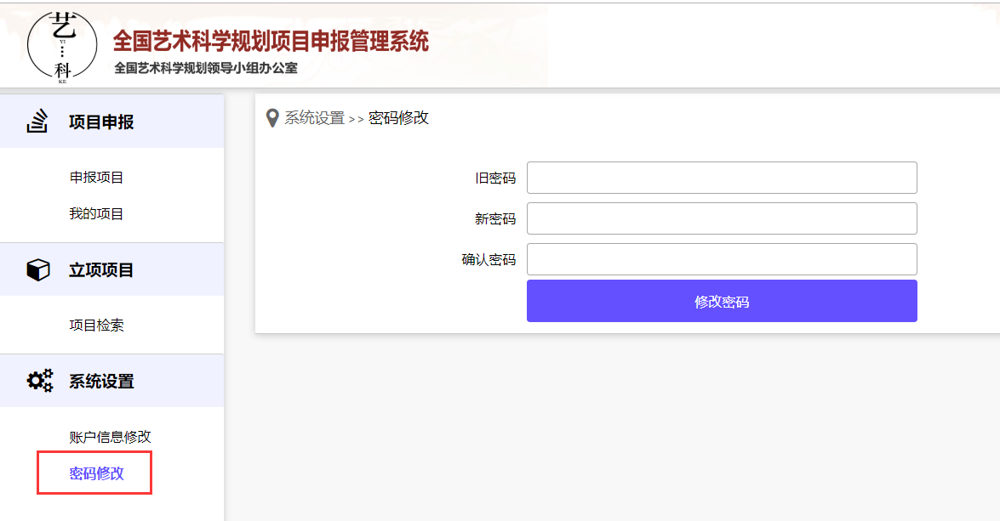 艺
YI
科
KE
全国艺术科学规划项目申报管理系统
全国艺术科学规划领导小组办公室
项目申报
申报项目
我的项目
立项项目
项目检索
系统设置
账户信息修改
密码修改
系统设置 >> 密码修改
旧密码
新密码
确认密码
修改密码